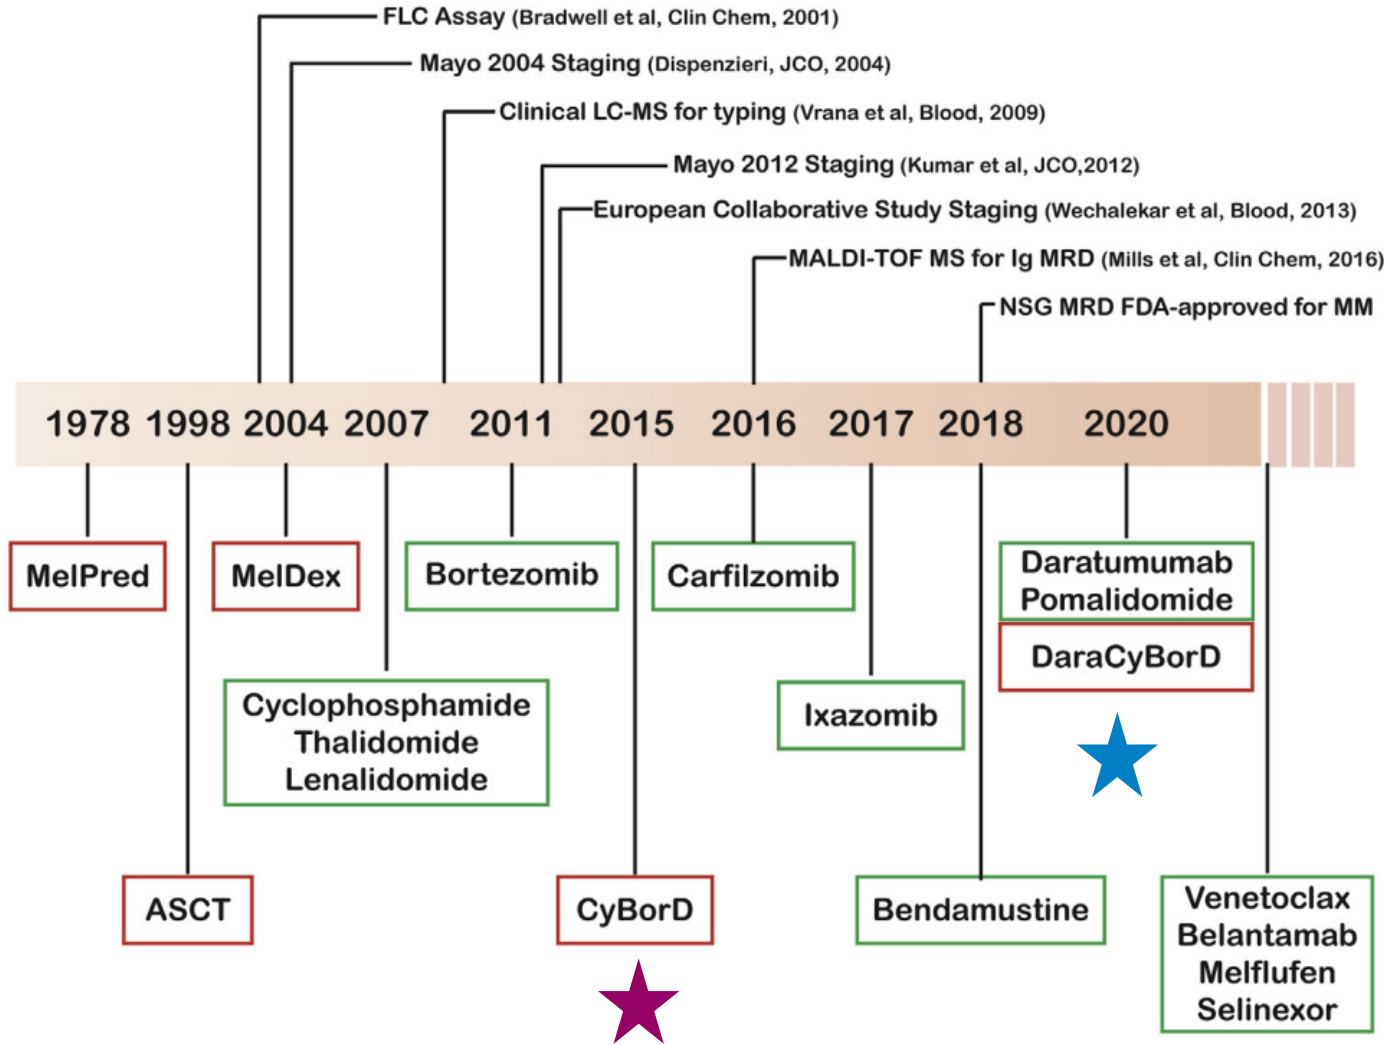 FLC Assay (Bradwell et al, Clin Chem, 2001)
Mayo 2004 Staging (Dispenzieri, JCO, 2004)
Clinical LC-MS for typing (Vrana et al, Blood, 2009)
Mayo 2012 Staging (Kumar et al, JCO,2012)
European Collaborative Study Staging (Wechalekar et al, Blood, 2013)
MALDI-TOF MS for Ig MRD (Mills et al, Clin Chem, 2016)
NSG MRD FDA-approved for MM
1978 1998 2004 2007 2011 2015 2016 2017 2018 2020
MelPred
MelDex
Bortezomib
Carfilzomib
Daratumumab
Pomalidomide
DaraCyBorD
Cyclophosphamide
Thalidomide
Lenalidomide
Ixazomib
ASCT
CyBorD
Bendamustine
Venetoclax
Belantamab
Melflufen
Selinexor